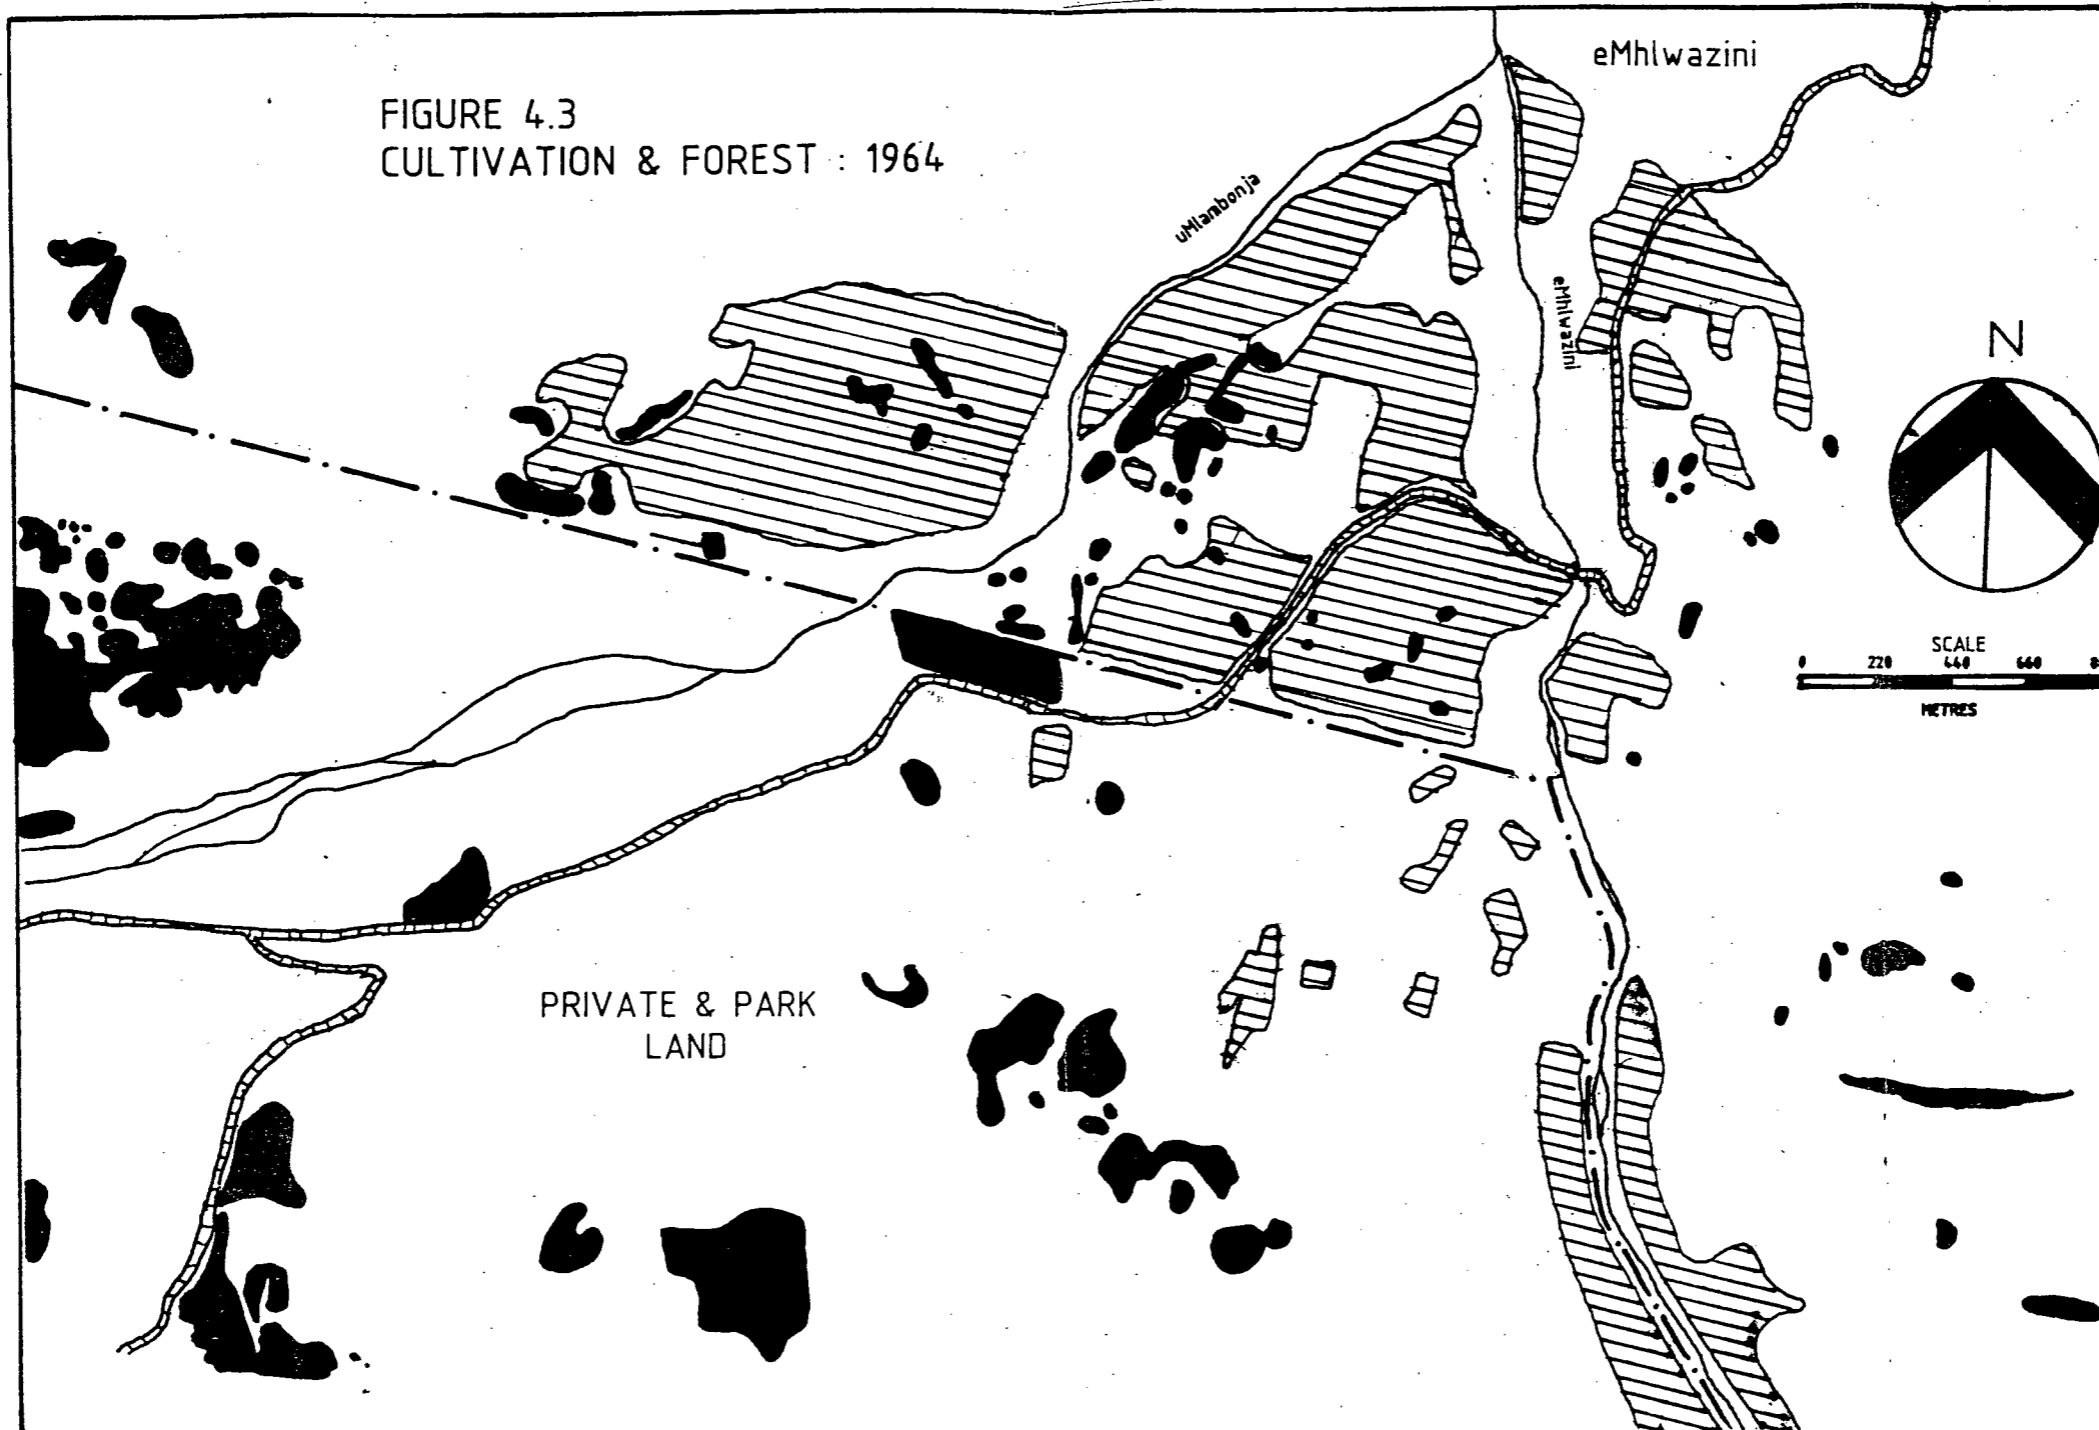 FIGURE 4.3
CULTIVATION & FOREST : 1964
eMhlwazini
uMlambonja
eMhlwazini
N
SCALE
0 220 440 660
METRES
PRIVATE & PARK
LAND